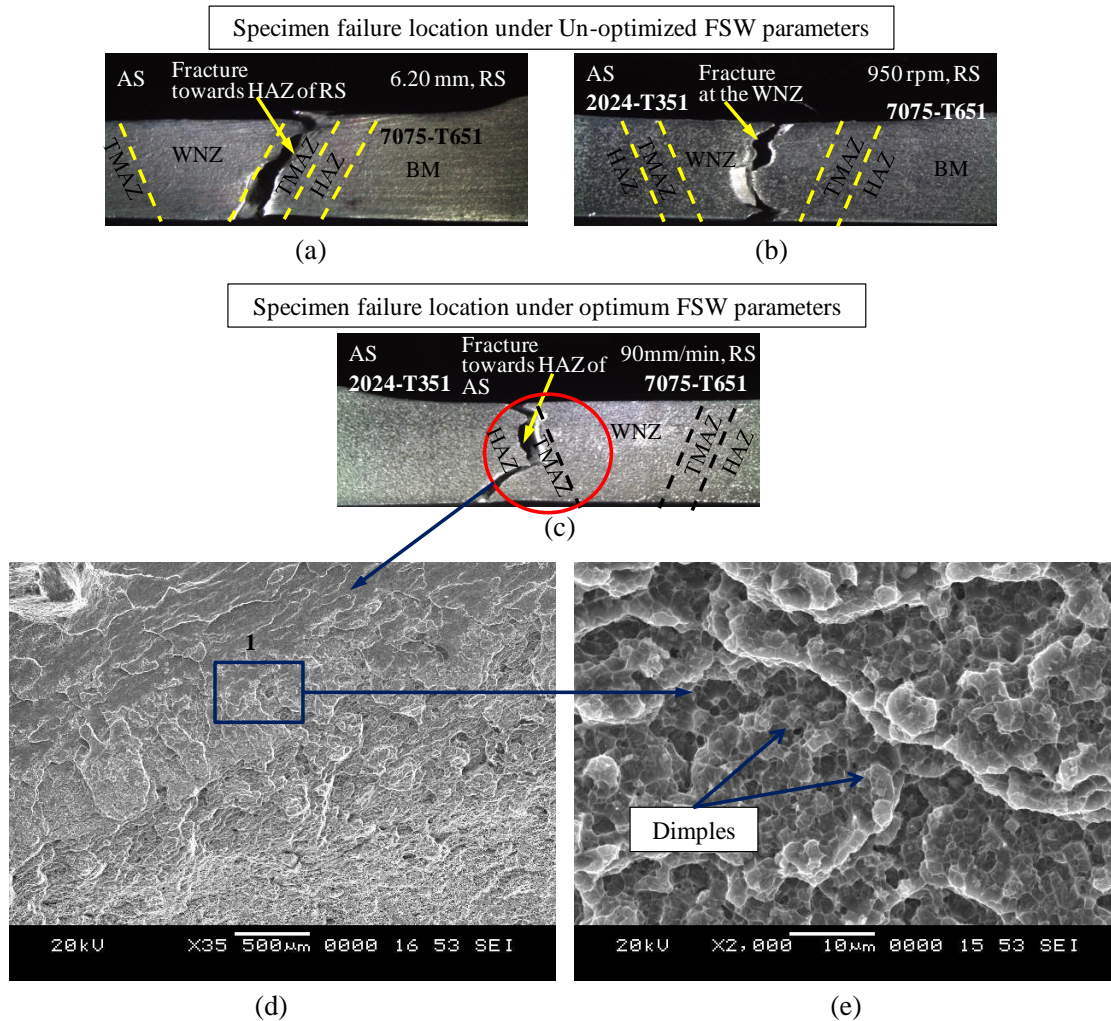 Specimen failure location under Un-optimized FSW parameters
AS
Fracture
towards HAZ of RS
6.20 mm, RS
7075-T651
TMAZ
WNZ
TMAZ
HAZ
BM
(a)
AS
2024-T351
Fracture
at the WNZ
950 rpm, RS
7075-T651
HAZ
TMAZ
WNZ
TMAZ
HAZ
BM
(b)
Specimen failure location under optimum FSW parameters
AS
2024-T351
Fracture
towards HAZ of
AS
90mm/min, RS
7075-T651
HAZ
TMAZ
WNZ
TMAZ
HAZ
(c)
1
20kV X35 500μm 0000 16 53 SEI
(d)
Dimples
20kV X2,000 10μm 0000 15 53 SEI
(e)